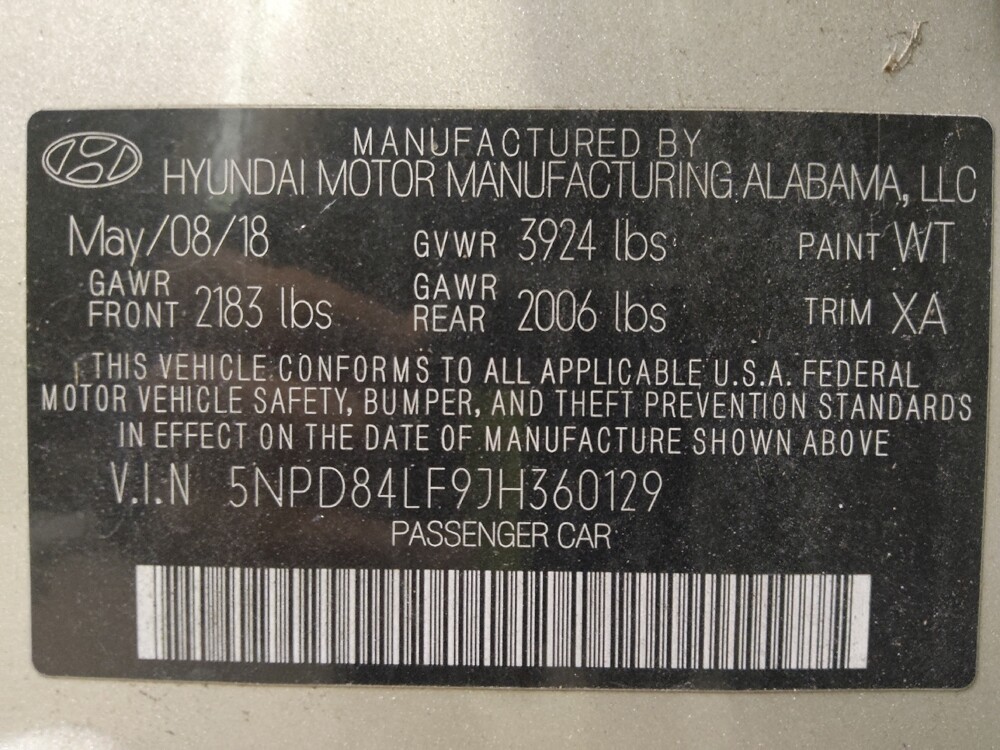 MANUFACTURED BY
HYUNDAI MOTOR MANUFACTURING ALABAMA, LLC
May/08/18 GVWR 3924 lbs PAINT WT
GAWR FRONT 2183 lbs GAWR REAR 2006 lbs TRIM XA
THIS VEHICLE CONFORMS TO ALL APPLICABLE U.S.A. FEDERAL
MOTOR VEHICLE SAFETY, BUMPER, AND THEFT PREVENTION STANDARDS
IN EFFECT ON THE DATE OF MANUFACTURE SHOWN ABOVE
V.I.N 5NPD84LF9JH360129
PASSENGER CAR